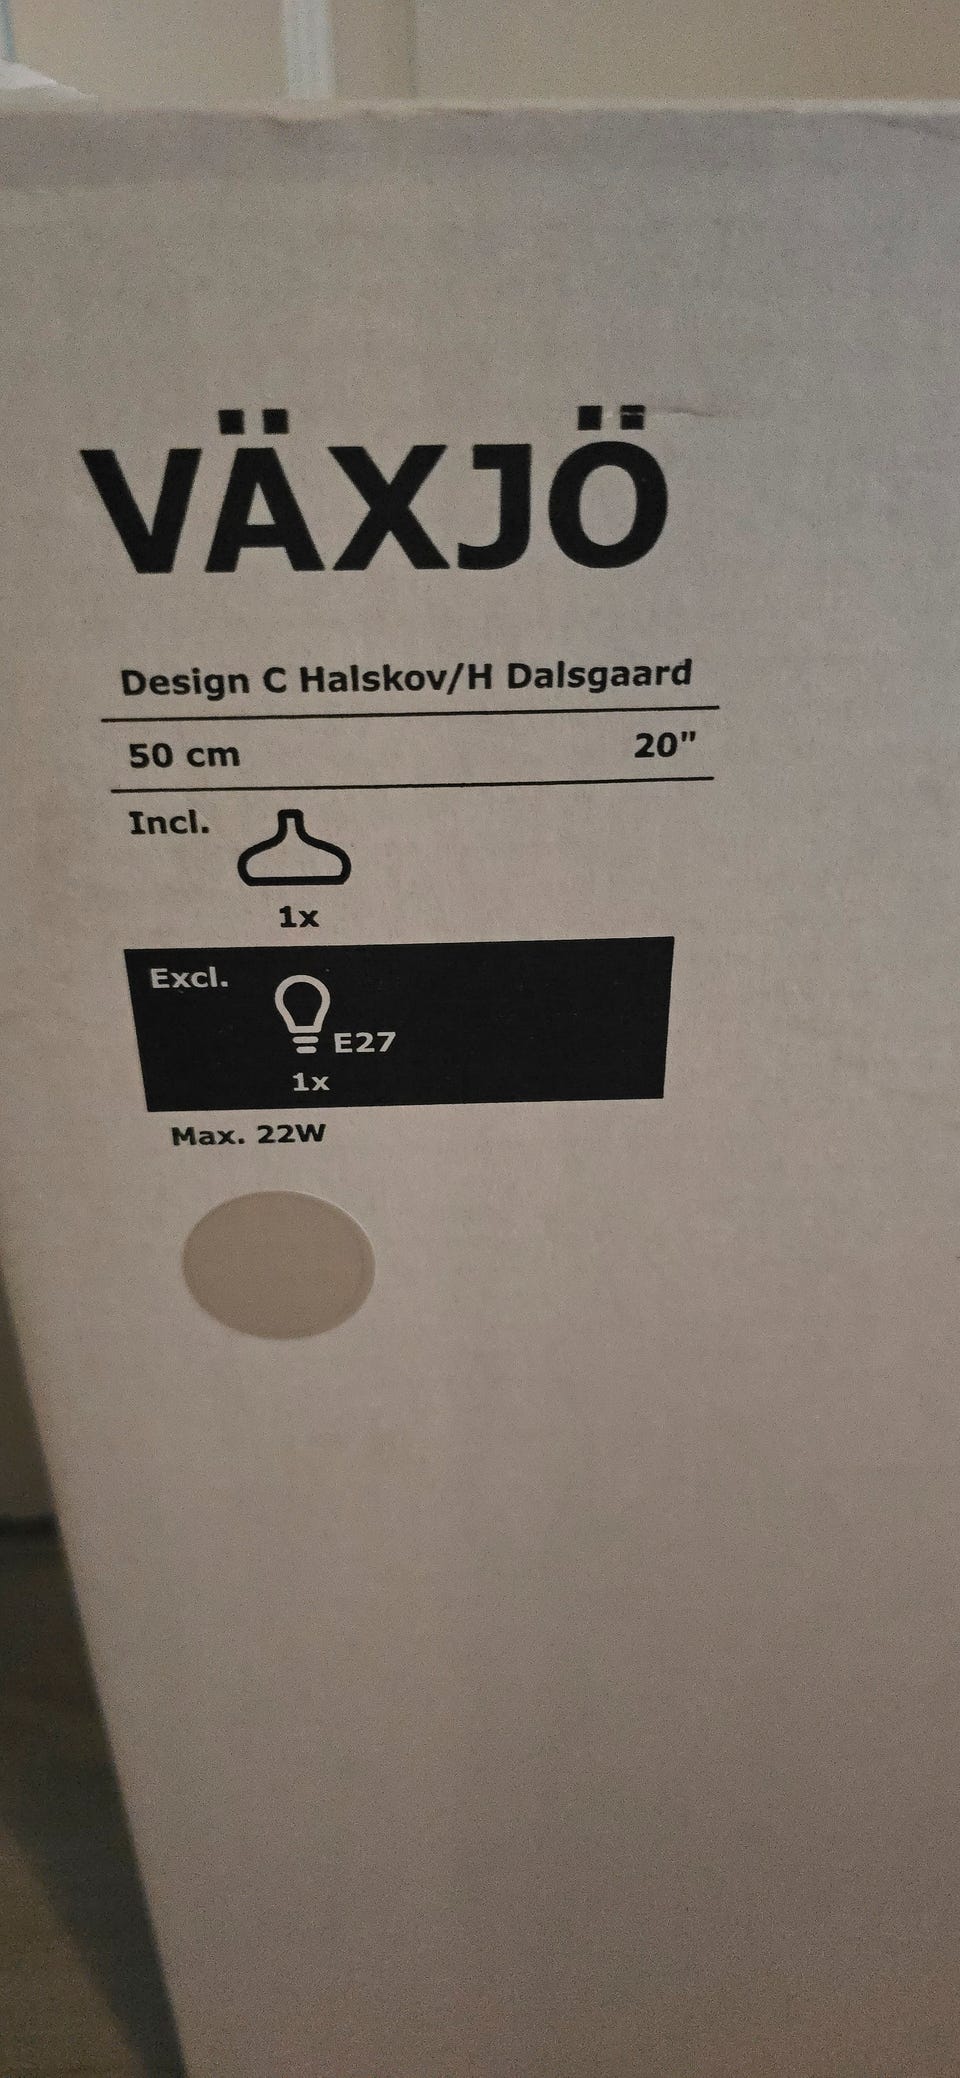 VÄXJÖ
Design C Halskov/H Dalsgaard
50 cm 20"
Incl.
1x
Excl.
E27
1x
Max. 22W